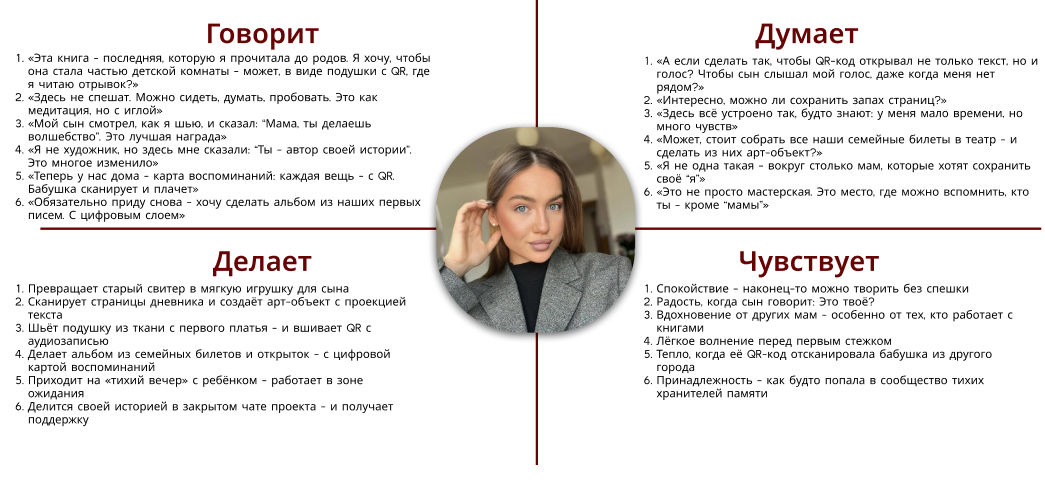 Говорит
1. «Эта книга - последняя, которую я прочитала до родов. Я хочу, чтобы
она стала частью детской комнаты - может, в виде подушки с QR, где
я читаю отрывок?»
2. «Здесь не спешат. Можно сидеть, думать, пробовать. Это как
медитация, но с иглой»
3. «Мой сын смотрел, как я шью, и сказал: “Мама, ты делаешь
волшебство”. Это лучшая награда»
4. «Я не художник, но здесь мне сказали: “Ты - автор своей истории”.
Это многое изменило»
5. «Теперь у нас дома - карта воспоминаний: каждая вещь - с QR.
Бабушка сканирует и плачет»
6. «Обязательно приду снова - хочу сделать альбом из наших первых
писем. С цифровым слоем»
Думает
1. «А если сделать так, чтобы QR-код открывал не только текст, но и
голос? Чтобы сын слышал мой голос, даже когда меня нет
рядом?»
2. «Интересно, можно ли сохранить запах страниц?»
3. «Здесь всё устроено так, будто знают: у меня мало времени, но
много чувств»
4. «Может, стоит собрать все наши семейные билеты в театр - и
сделать из них арт-объект?»
5. «Я не одна такая - вокруг столько мам, которые хотят сохранить
своё “я”»
6. «Это не просто мастерская. Это место, где можно вспомнить, кто
ты - кроме “мамы”»
Делает
1. Превращает старый свитер в мягкую игрушку для сына
2. Сканирует страницы дневника и создаёт арт-объект с проекцией
текста
3. Шьёт подушку из ткани с первого платья - и вшивает QR с
аудиозаписью
4. Делает альбом из семейных билетов и открыток - с цифровой
картой воспоминаний
5. Приходит на «тихий вечер» с ребёнком - работает в зоне
ожидания
6. Делится своей историей в закрытом чате проекта - и получает
поддержку
Чувствует
1. Спокойствие - наконец-то можно творить без спешки
2. Радость, когда сын говорит: Это твоё?
3. Вдохновение от других мам - особенно от тех, кто работает с
книгами
4. Лёгкое волнение перед первым стежком
5. Тепло, когда её QR-код отсканировала бабушка из другого
города
6. Принадлежность - как будто попала в сообщество тихих
хранителей памяти